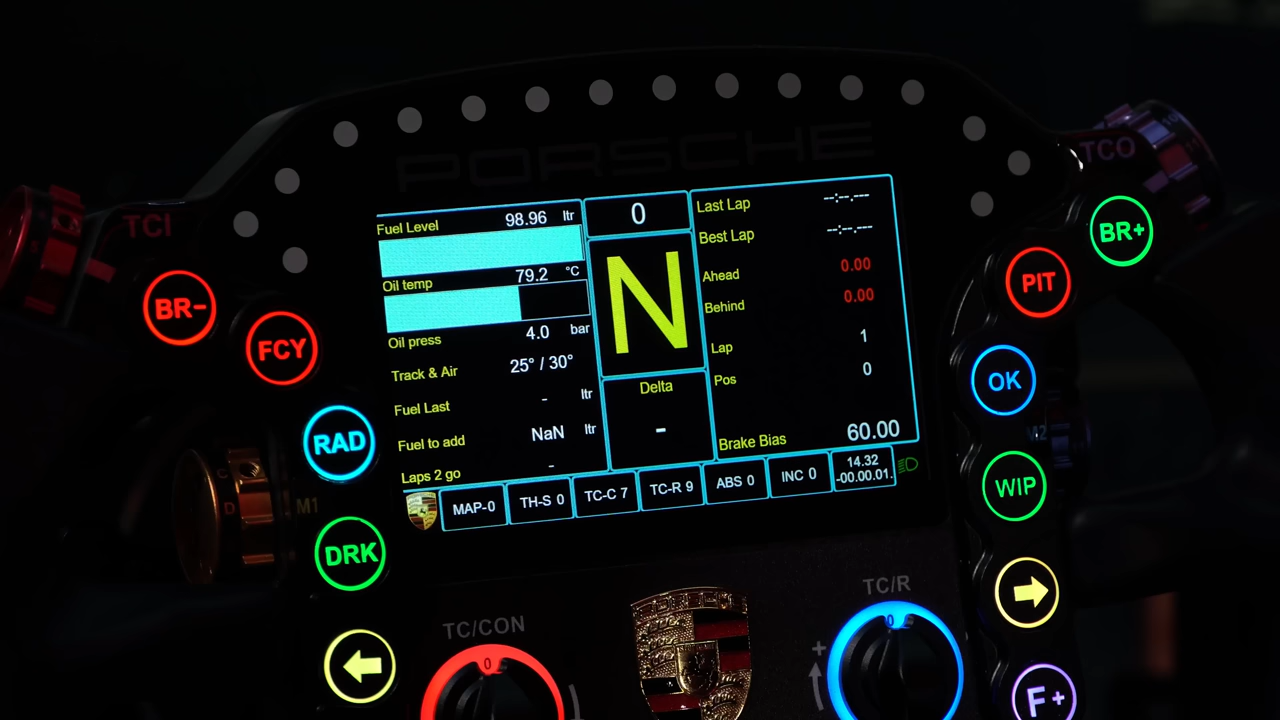 PORSCHE
TCI
TCO
BR-
FCY
RAD
M1
DRK
Fuel Level 98.96 ltr
Oil temp 79.2 °C
Oil press 4.0 bar
Track & Air 25° / 30°
Fuel Last - ltr
Fuel to add NaN ltr
Laps 2 go -
0
N
Delta
-
Last Lap --:--.---
Best Lap --:--.---
Ahead 0.00
Behind 0.00
Lap 1
Pos 0
Brake Bias 60.00
MAP-0
TH-S 0
TC-C 7
TC-R 9
ABS 0
INC 0
14.32
-00.00.01.
BR+
PIT
OK
M2
WIP
F+
TC/CON
0
TC/R
0
+
D